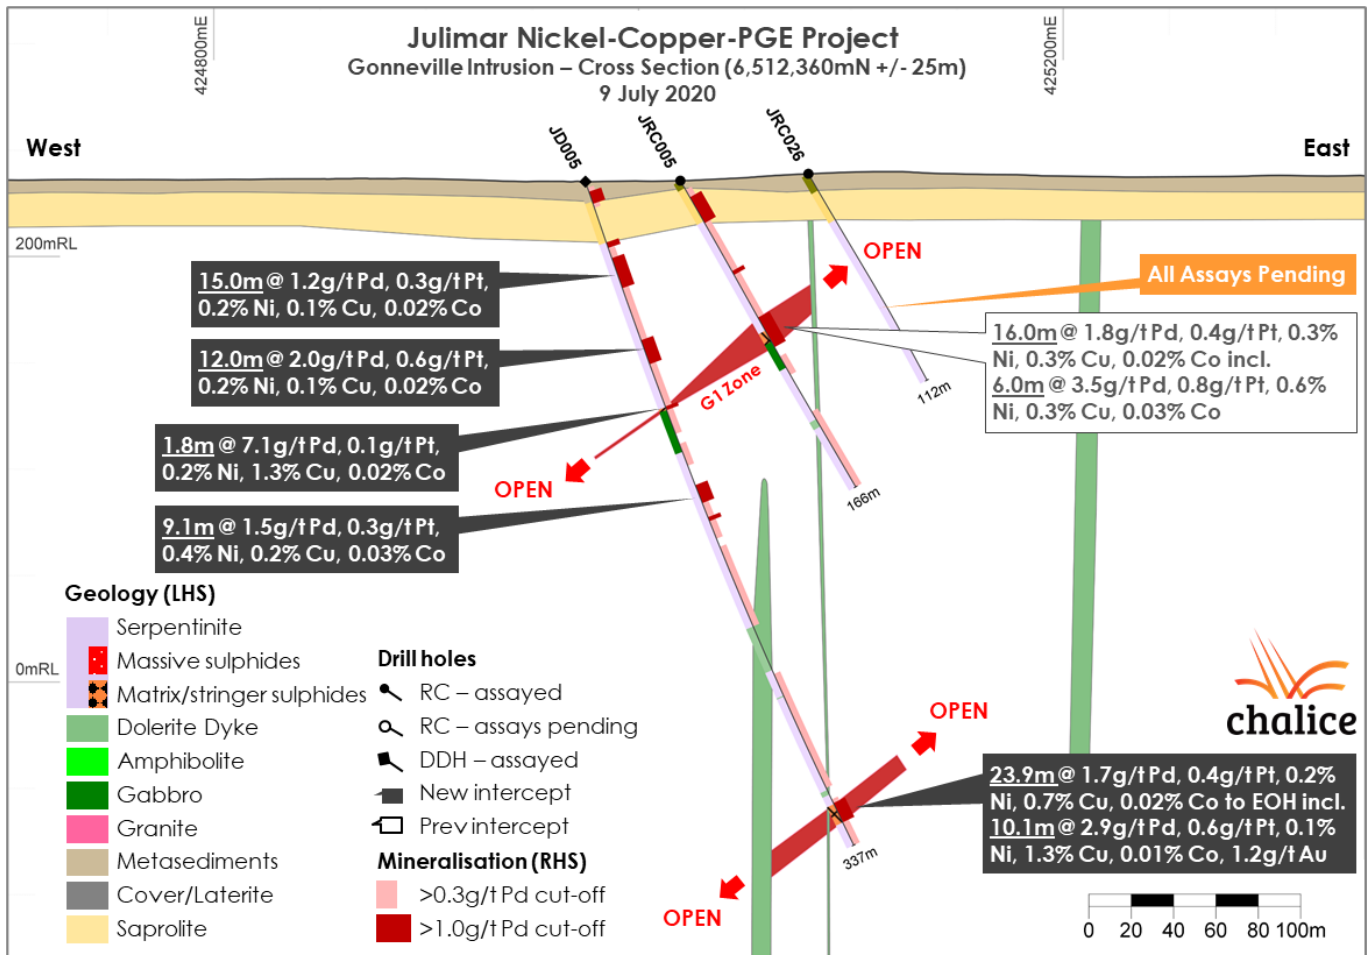 424800mE
Julimar Nickel-Copper-PGE Project
Gonneville Intrusion – Cross Section (6,512,360mN +/- 25m)
9 July 2020
425200mE
West
JD005
JRC005
JRC026
East
200mRL
OPEN
All Assays Pending
15.0m @ 1.2g/t Pd, 0.3g/t Pt,
0.2% Ni, 0.1% Cu, 0.02% Co
12.0m @ 2.0g/t Pd, 0.6g/t Pt,
0.2% Ni, 0.1% Cu, 0.02% Co
16.0m @ 1.8g/t Pd, 0.4g/t Pt, 0.3%
Ni, 0.3% Cu, 0.02% Co incl.
6.0m @ 3.5g/t Pd, 0.8g/t Pt, 0.6%
Ni, 0.3% Cu, 0.03% Co
G1 Zone
112m
1.8m @ 7.1g/t Pd, 0.1g/t Pt,
0.2% Ni, 1.3% Cu, 0.02% Co
OPEN
166m
9.1m @ 1.5g/t Pd, 0.3g/t Pt,
0.4% Ni, 0.2% Cu, 0.03% Co
Geology (LHS)
Serpentinite
Massive sulphides
Matrix/stringer sulphides
Dolerite Dyke
Amphibolite
Gabbro
Granite
Metasediments
Cover/Laterite
Saprolite
0mRL
Drill holes
RC – assayed
RC – assays pending
DDH – assayed
New intercept
Prev intercept
Mineralisation (RHS)
>0.3g/t Pd cut-off
>1.0g/t Pd cut-off
OPEN
chalice
23.9m @ 1.7g/t Pd, 0.4g/t Pt, 0.2%
Ni, 0.7% Cu, 0.02% Co to EOH incl.
10.1m @ 2.9g/t Pd, 0.6g/t Pt, 0.1%
Ni, 1.3% Cu, 0.01% Co, 1.2g/t Au
337m
OPEN
0 20 40 60 80 100m